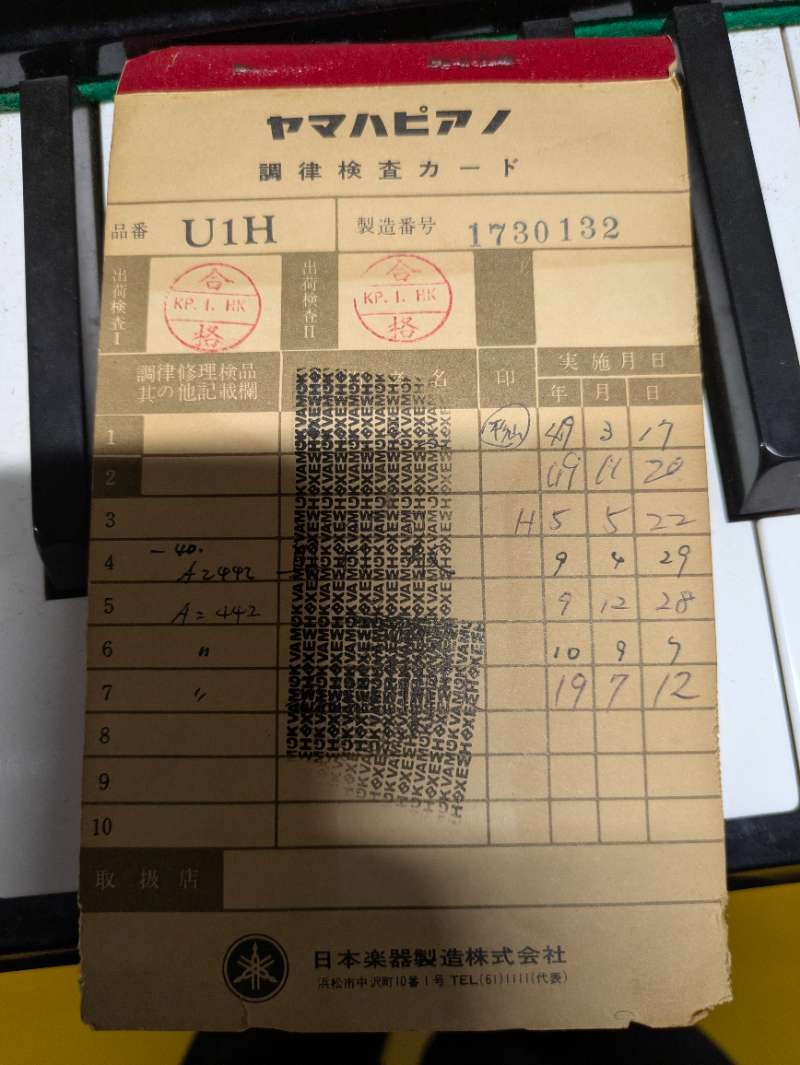 ヤマハピアノ
調律検査カード
品番 U1H 製造番号 1730132
出荷検査I 合格 KP. I. HK 出荷検査II 合格 KP. I. HK
調律修理検品 名 印 実施月日
其の他記載欄 年 月 日
1 49 3 17
2 49 11 20
3 H 5 5 22
4 -40. A=442 9 4 29
5 A=442 9 12 28
6 〃 10 9
7 〃 19 7 12
8
9
10
取扱店
日本楽器製造株式会社
浜松市中沢町10番1号 TEL(61)1111(代表)